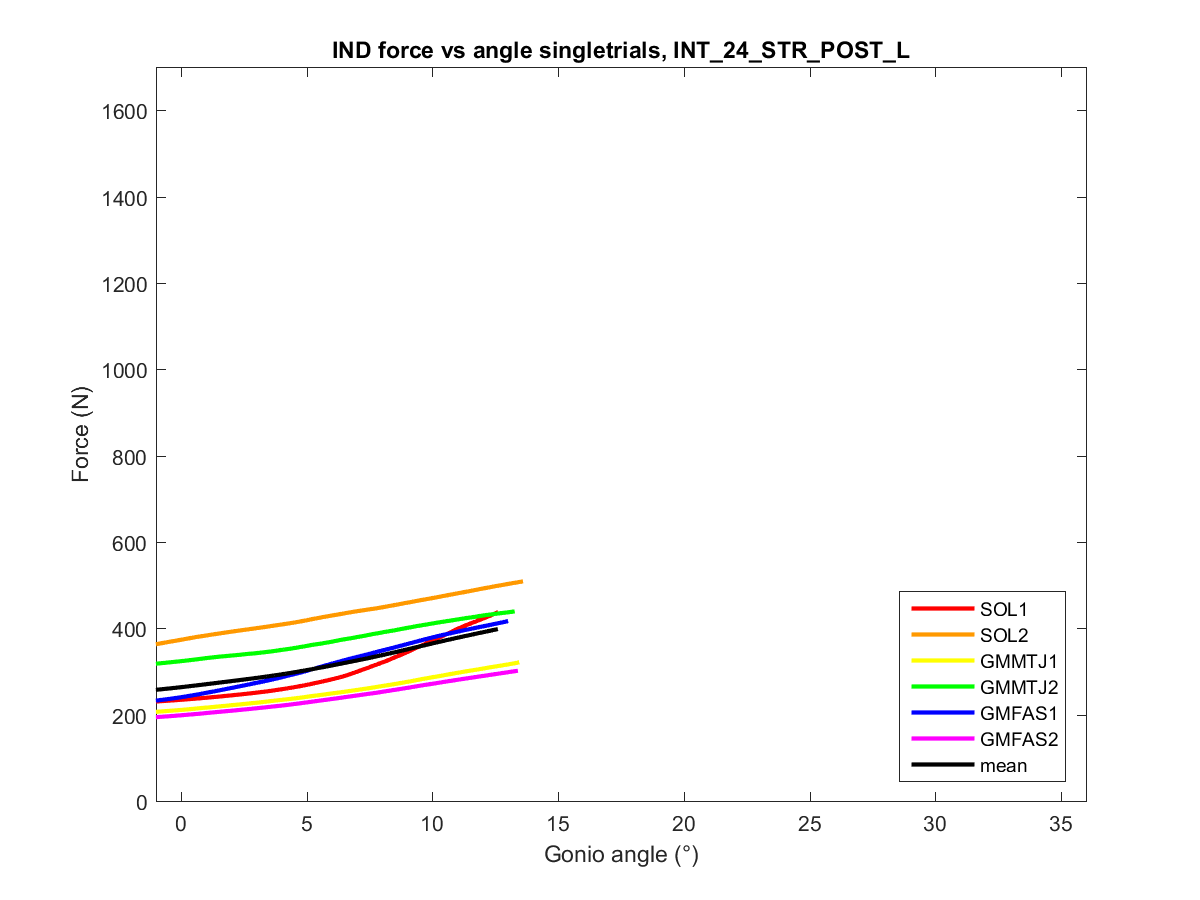 IND force vs angle singletrials, INT_24_STR_POST_L
1600
1400
1200
1000
800
600
400
200
0
Force (N)
0 5 10 15 20 25 30 35
Gonio angle (°)
SOL1
SOL2
GMMTJ1
GMMTJ2
GMFAS1
GMFAS2
mean